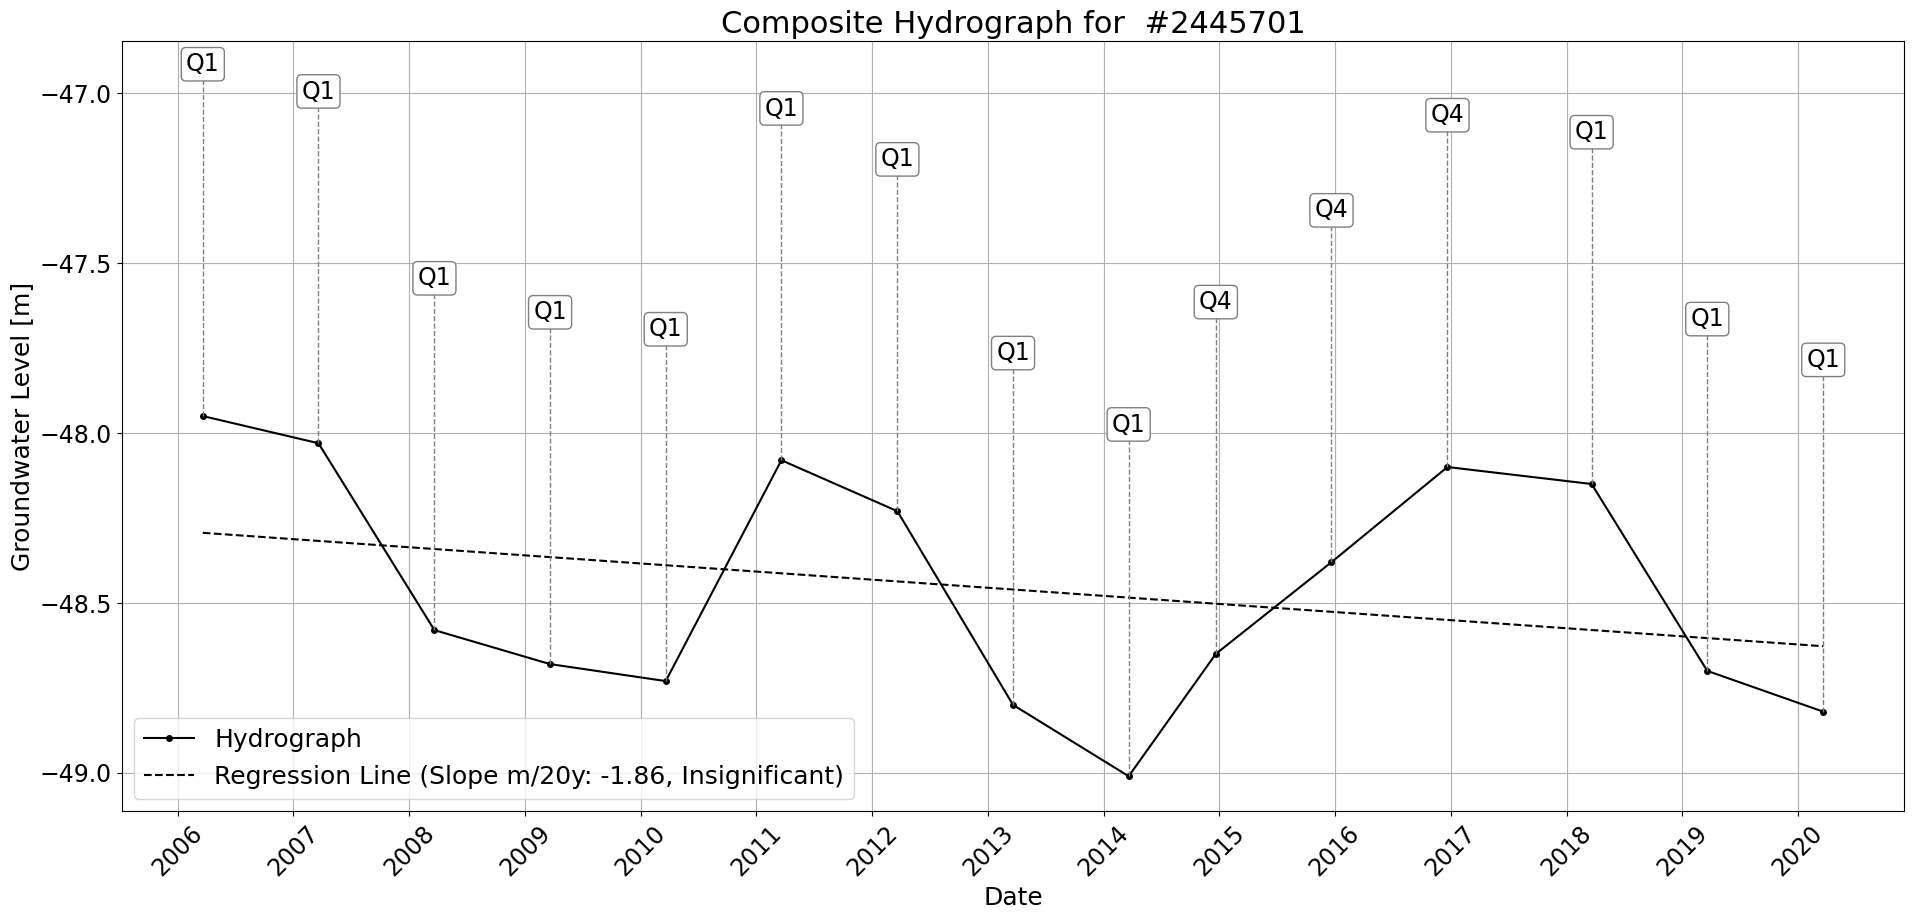 Composite Hydrograph for  #2445701
Q1
Q1
Q1
Q1
Q1
Q1
Q1
Q1
Q1
Q4
Q4
Q4
Q1
Q1
Q1
−47.0
−47.5
−48.0
−48.5
−49.0
Groundwater Level [m]
Hydrograph
Regression Line (Slope m/20y: -1.86, Insignificant)
2006
2007
2008
2009
2010
2011
2012
2013
2014
2015
2016
2017
2018
2019
2020
Date